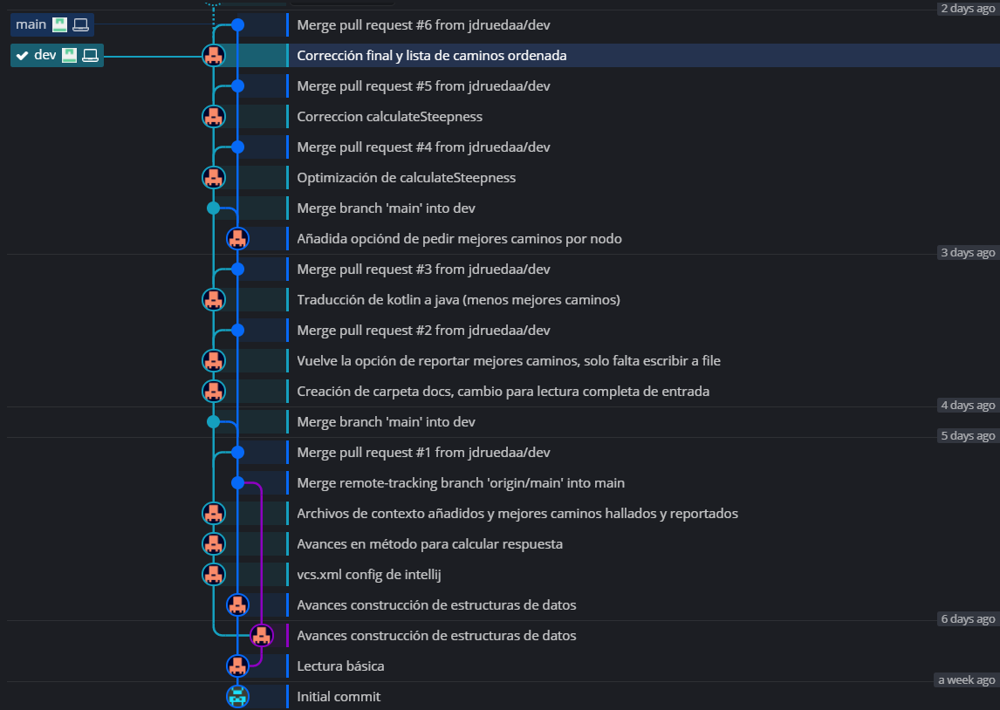 2 days ago
main
Merge pull request #6 from jdruedaa/dev
dev
Corrección final y lista de caminos ordenada
Merge pull request #5 from jdruedaa/dev
Correccion calculateSteepness
Merge pull request #4 from jdruedaa/dev
Optimización de calculateSteepness
Merge branch 'main' into dev
Añadida opciónd de pedir mejores caminos por nodo
3 days ago
Merge pull request #3 from jdruedaa/dev
Traducción de kotlin a java (menos mejores caminos)
Merge pull request #2 from jdruedaa/dev
Vuelve la opción de reportar mejores caminos, solo falta escribir a file
Creación de carpeta docs, cambio para lectura completa de entrada
4 days ago
Merge branch 'main' into dev
5 days ago
Merge pull request #1 from jdruedaa/dev
Merge remote-tracking branch 'origin/main' into main
Archivos de contexto añadidos y mejores caminos hallados y reportados
Avances en método para calcular respuesta
vcs.xml config de intellij
Avances construcción de estructuras de datos
6 days ago
Avances construcción de estructuras de datos
Lectura básica
a week ago
Initial commit